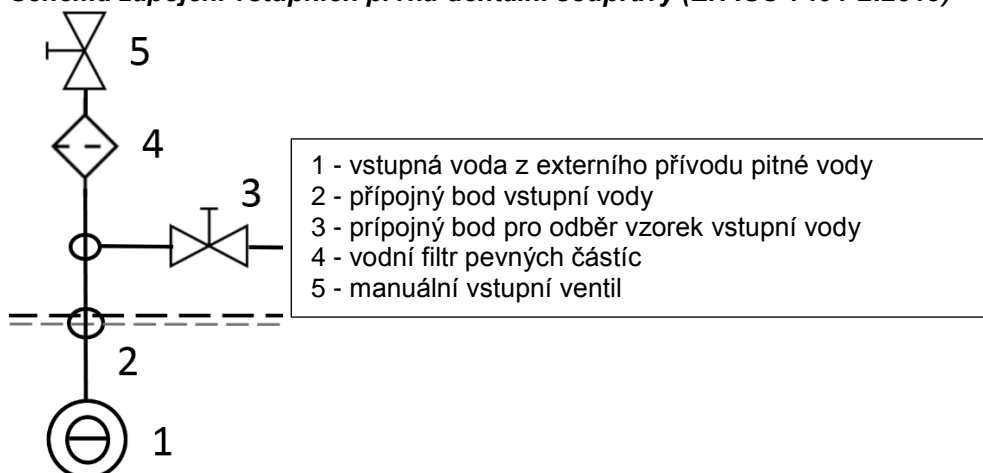 5
4
3
2
1
1 - vstupná voda z externího přívodu pitné vody
2 - přípojný bod vstupní vody
3 - prípojný bod pro odběr vzorek vstupní vody
4 - vodní filtr pevných částíc
5 - manuální vstupní ventil